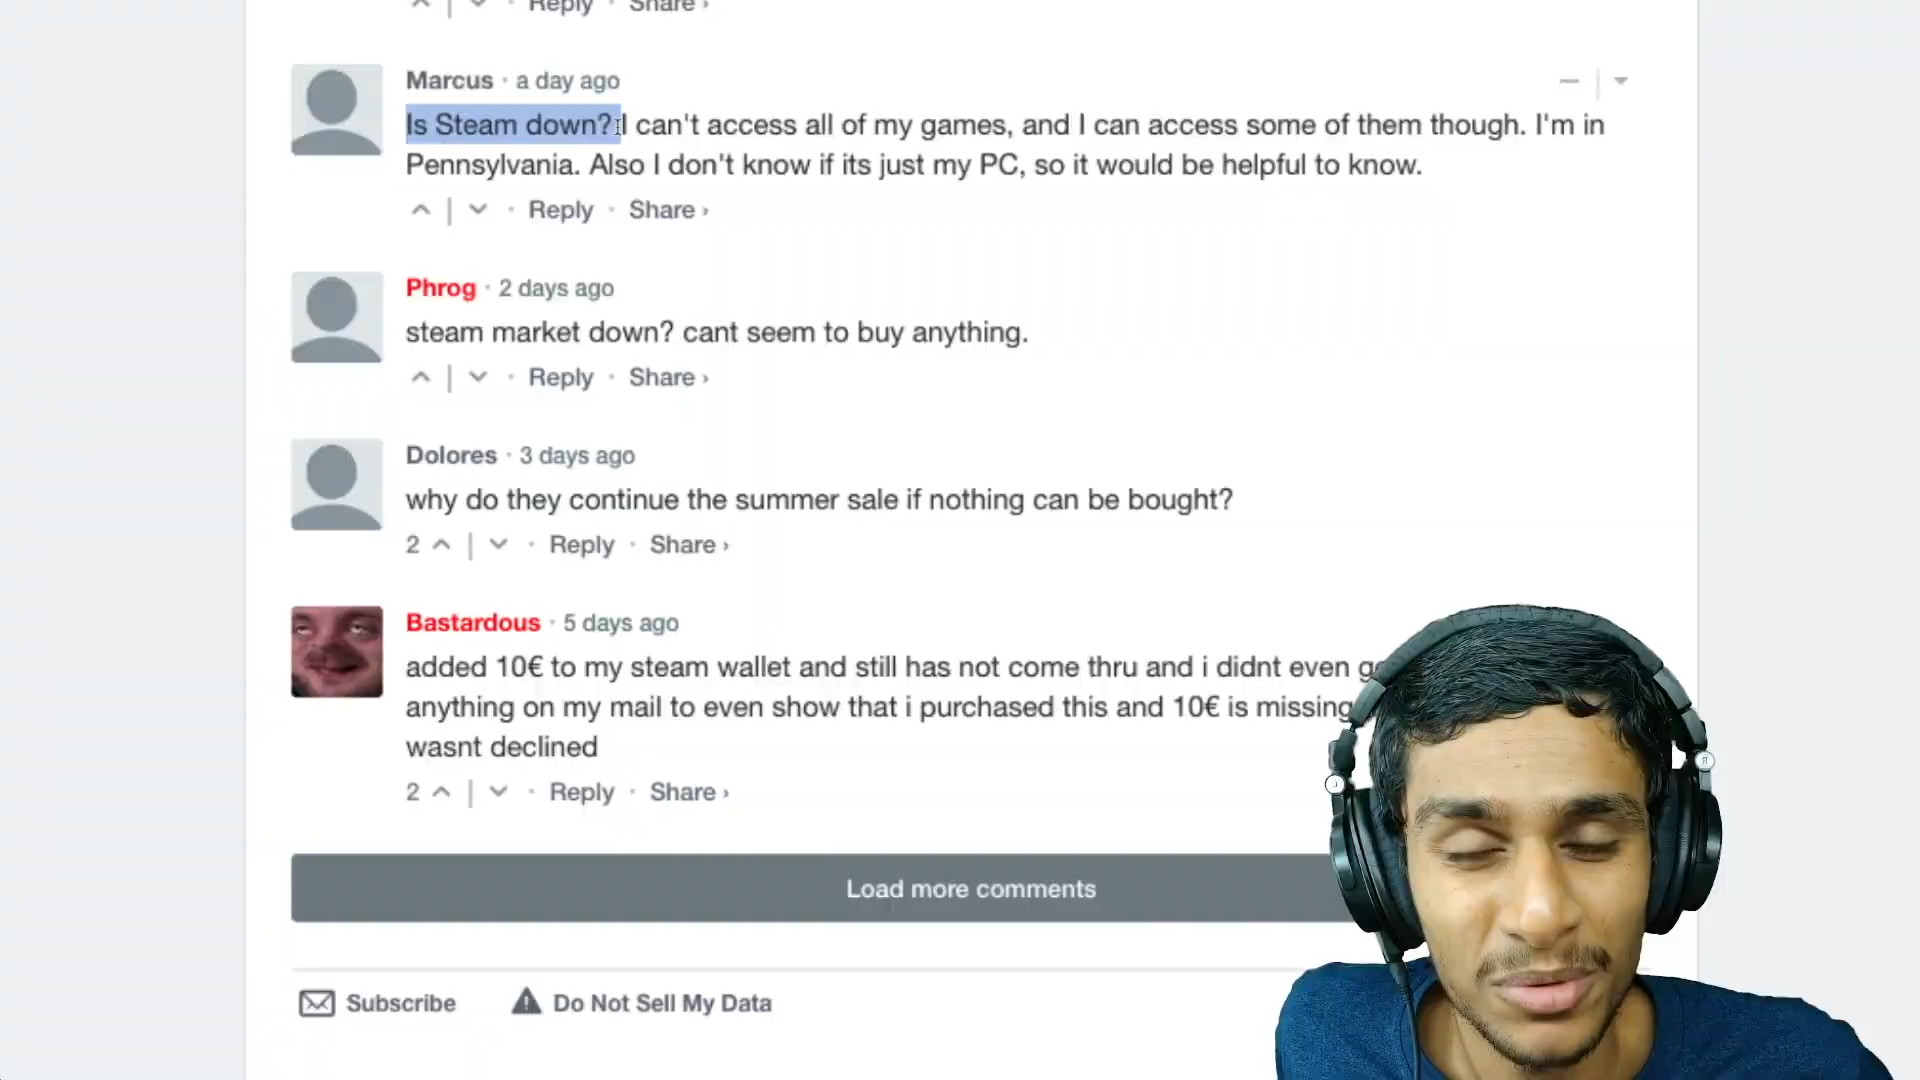 Reply · Share ›
Marcus · a day ago
Is Steam down? I can't access all of my games, and I can access some of them though. I'm in
Pennsylvania. Also I don't know if its just my PC, so it would be helpful to know.
Reply · Share ›
Phrog · 2 days ago
steam market down? cant seem to buy anything.
Reply · Share ›
Dolores · 3 days ago
why do they continue the summer sale if nothing can be bought?
2 Reply · Share ›
Bastardous · 5 days ago
added 10€ to my steam wallet and still has not come thru and i didnt even
anything on my mail to even show that i purchased this and 10€ is missing
wasnt declined
2 Reply · Share ›
Load more comments
Subscribe Do Not Sell My Data